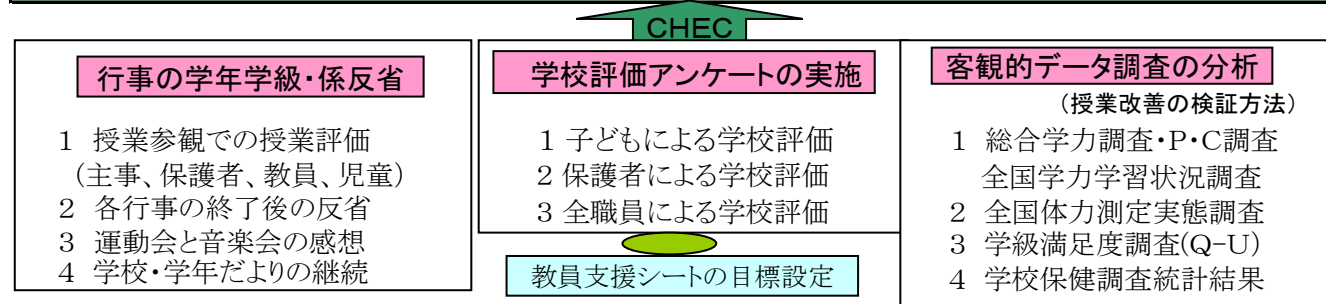 CHEC
行事の学年学級・係反省
1 授業参観での授業評価
(主事、保護者、教員、児童)
2 各行事の終了後の反省
3 運動会と音楽会の感想
4 学校・学年だよりの継続
学校評価アンケートの実施
1 子どもによる学校評価
2 保護者による学校評価
3 全職員による学校評価
教員支援シートの目標設定
客観的データ調査の分析
(授業改善の検証方法)
1 総合学力調査・P・C調査
全国学力学習状況調査
2 全国体力測定実態調査
3 学級満足度調査(Q-U)
4 学校保健調査統計結果